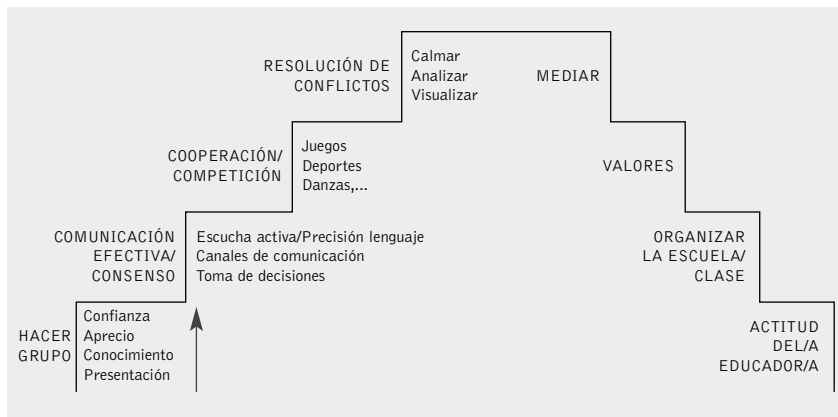 RESOLUCIÓN DE
CONFLICTOS
Calmar
Analizar
Visualizar
MEDIAR
COOPERACIÓN/
COMPETICIÓN
Juegos
Deportes
Danzas,...
VALORES
COMUNICACIÓN
EFECTIVA/
CONSENSO
Escucha activa/Precisión lenguaje
Canales de comunicación
Toma de decisiones
ORGANIZAR
LA ESCUELA/
CLASE
HACER
GRUPO
Confianza
Aprecio
Conocimiento
Presentación
ACTITUD
DEL/A
EDUCADOR/A